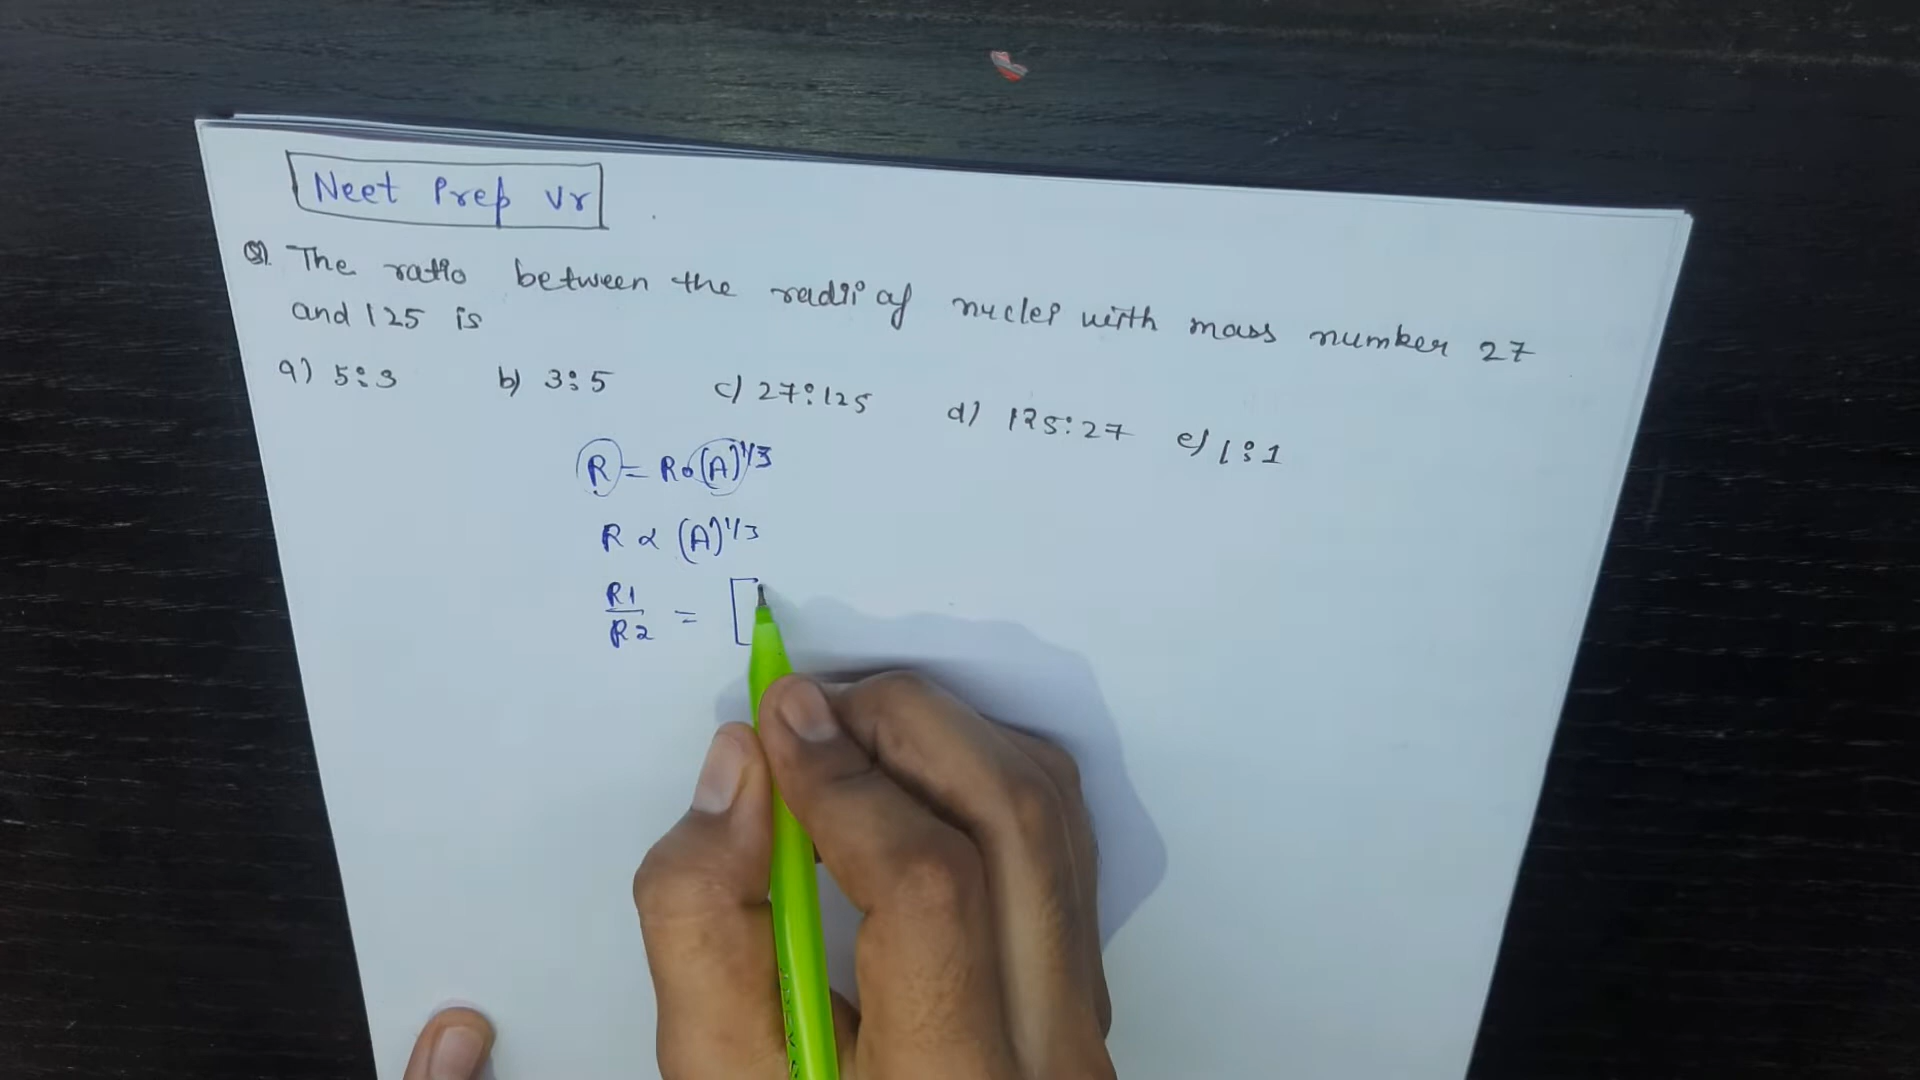 Neet Prep Vr
Q. The ratio between the radii of nuclei with mass number 27
and 125 is
a) 5:3 b) 3:5 c) 27:125 d) 125:27 e) 1:1
R = R₀(A)^1/3
R ∝ (A)^1/3
R1/R2 = [